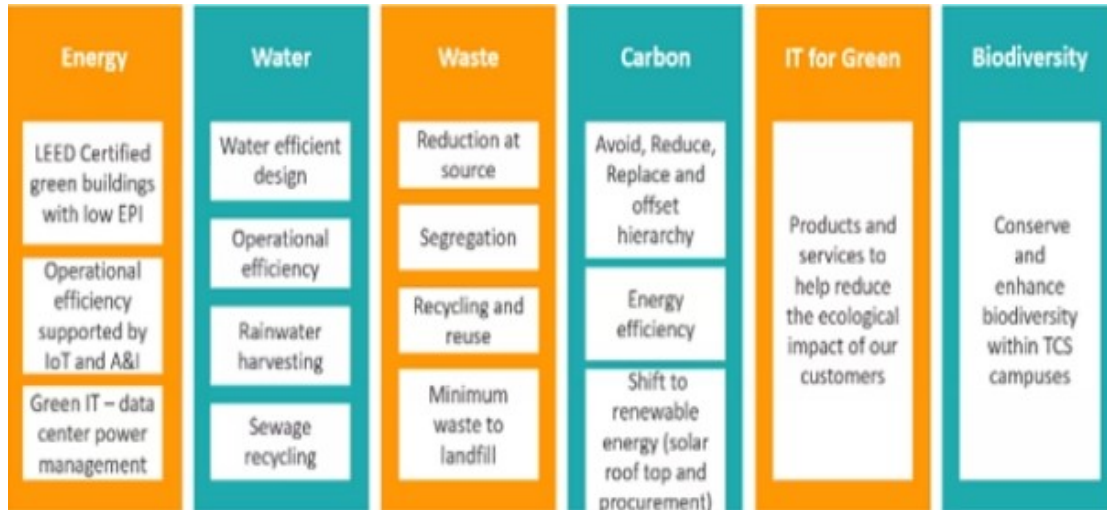 Energy
LEED Certified
green buildings
with low EPI
Operational
efficiency
supported by
IoT and A&I
Green IT – data
center power
management
Water
Water efficient
design
Operational
efficiency
Rainwater
harvesting
Sewage
recycling
Waste
Reduction at
source
Segregation
Recycling and
reuse
Minimum
waste to
landfill
Carbon
Avoid, Reduce,
Replace and
offset
hierarchy
Energy
efficiency
Shift to
renewable
energy (solar
roof top and
procurement)
IT for Green
Products and
services to
help reduce
the ecological
impact of our
customers
Biodiversity
Conserve
and
enhance
biodiversity
within TCS
campuses